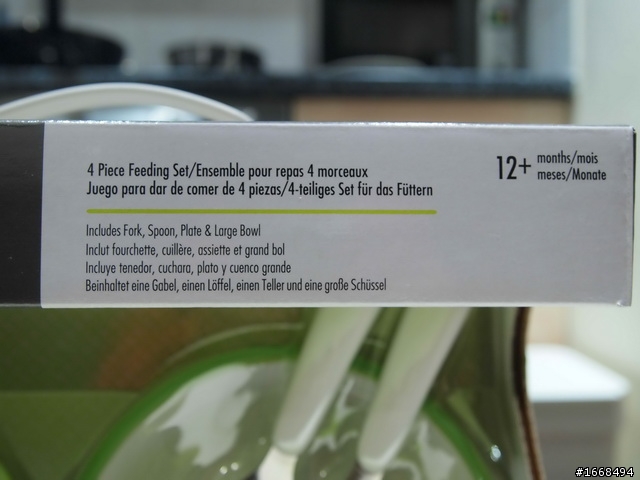 4 Piece Feeding Set/Ensemble pour repas 4 morceaux
Juego para dar de comer de 4 piezas/4-teiliges Set für das Füttern
12+ months/mois
meses/Monate
Includes Fork, Spoon, Plate & Large Bowl
Inclut fourchette, cuillère, assiette et grand bol
Incluye tenedor, cuchara, plato y cuenco grande
Beinhaltet eine Gabel, einen Löffel, einen Teller und eine große Schüssel
#1668494